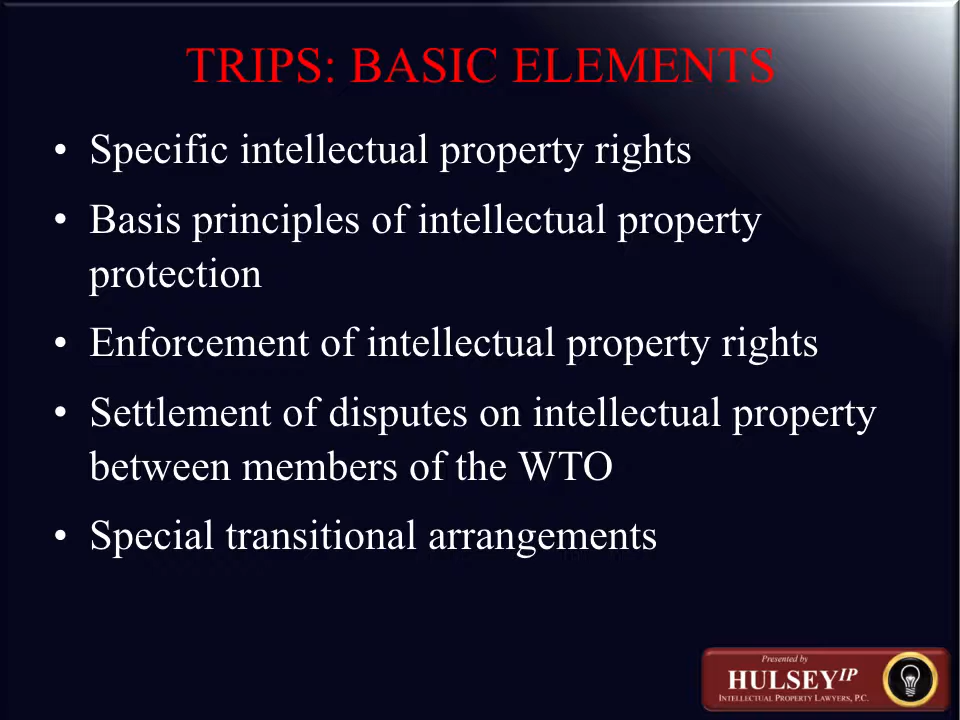 TRIPS: BASIC ELEMENTS
• Specific intellectual property rights
• Basis principles of intellectual property
protection
• Enforcement of intellectual property rights
• Settlement of disputes on intellectual property
between members of the WTO
• Special transitional arrangements
Presented by
HULSEYIP
INTELLECTUAL PROPERTY LAWYERS, P.C.